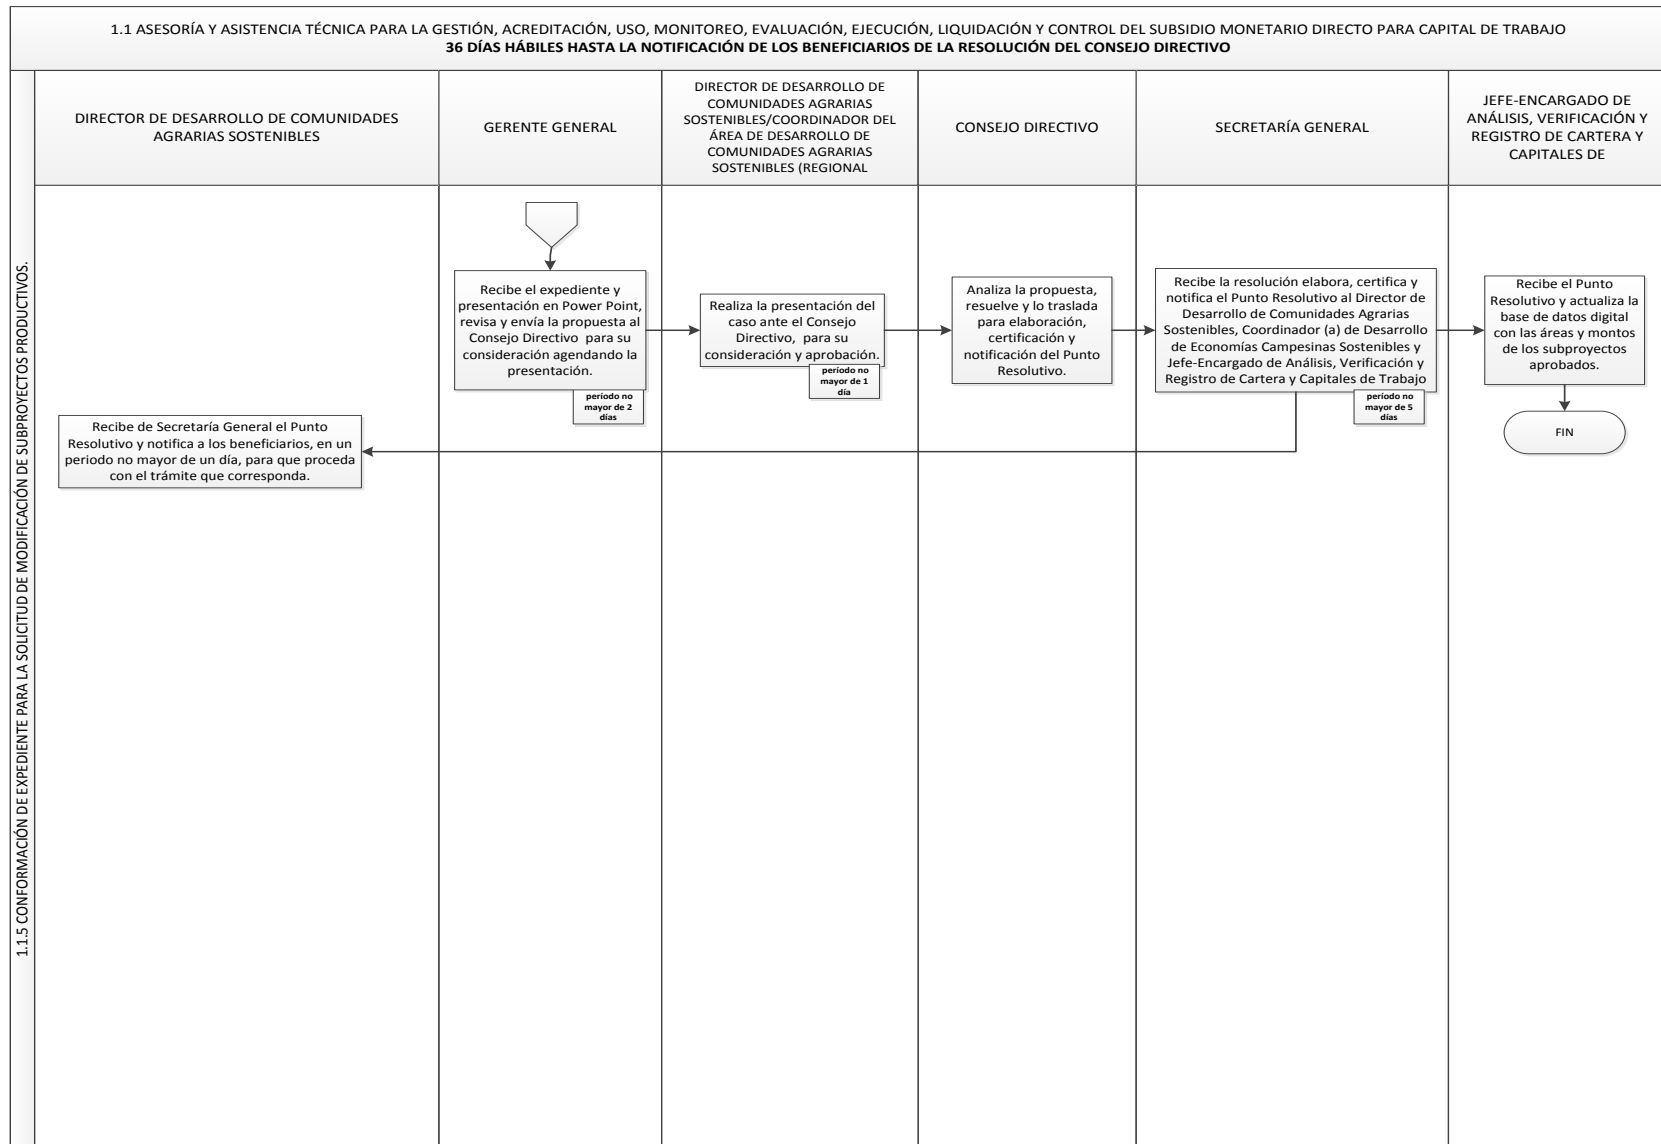 1.1 ASESORÍA Y ASISTENCIA TÉCNICA PARA LA GESTIÓN, ACREDITACIÓN, USO, MONITOREO, EVALUACIÓN, EJECUCIÓN, LIQUIDACIÓN Y CONTROL DEL SUBSIDIO MONETARIO DIRECTO PARA CAPITAL DE TRABAJO
36 DÍAS HÁBILES HASTA LA NOTIFICACIÓN DE LOS BENEFICIARIOS DE LA RESOLUCIÓN DEL CONSEJO DIRECTIVO
1.1.5 CONFORMACIÓN DE EXPEDIENTE PARA LA SOLICITUD DE MODIFICACIÓN DE SUBPROYECTOS PRODUCTIVOS.
DIRECTOR DE DESARROLLO DE COMUNIDADES
AGRARIAS SOSTENIBLES
GERENTE GENERAL
DIRECTOR DE DESARROLLO DE
COMUNIDADES AGRARIAS
SOSTENIBLES/COORDINADOR DEL
ÁREA DE DESARROLLO DE
COMUNIDADES AGRARIAS
SOSTENIBLES (REGIONAL
CONSEJO DIRECTIVO
SECRETARÍA GENERAL
JEFE-ENCARGADO DE
ANÁLISIS, VERIFICACIÓN Y
REGISTRO DE CARTERA Y
CAPITALES DE
Recibe el expediente y
presentación en Power Point,
revisa y envía la propuesta al
Consejo Directivo para su
consideración agendando la
presentación.
período no
mayor de 2
días
Realiza la presentación del
caso ante el Consejo
Directivo, para su
consideración y aprobación.
período no
mayor de 1
día
Analiza la propuesta,
resuelve y lo traslada
para elaboración,
certificación y
notificación del Punto
Resolutivo.
Recibe la resolución elabora, certifica y
notifica el Punto Resolutivo al Director de
Desarrollo de Comunidades Agrarias
Sostenibles, Coordinador (a) de Desarrollo
de Economías Campesinas Sostenibles y
Jefe-Encargado de Análisis, Verificación y
Registro de Cartera y Capitales de Trabajo
período no
mayor de 5
días
Recibe el Punto
Resolutivo y actualiza la
base de datos digital
con las áreas y montos
de los subproyectos
aprobados.
FIN
Recibe de Secretaría General el Punto
Resolutivo y notifica a los beneficiarios, en un
periodo no mayor de un día, para que proceda
con el trámite que corresponda.